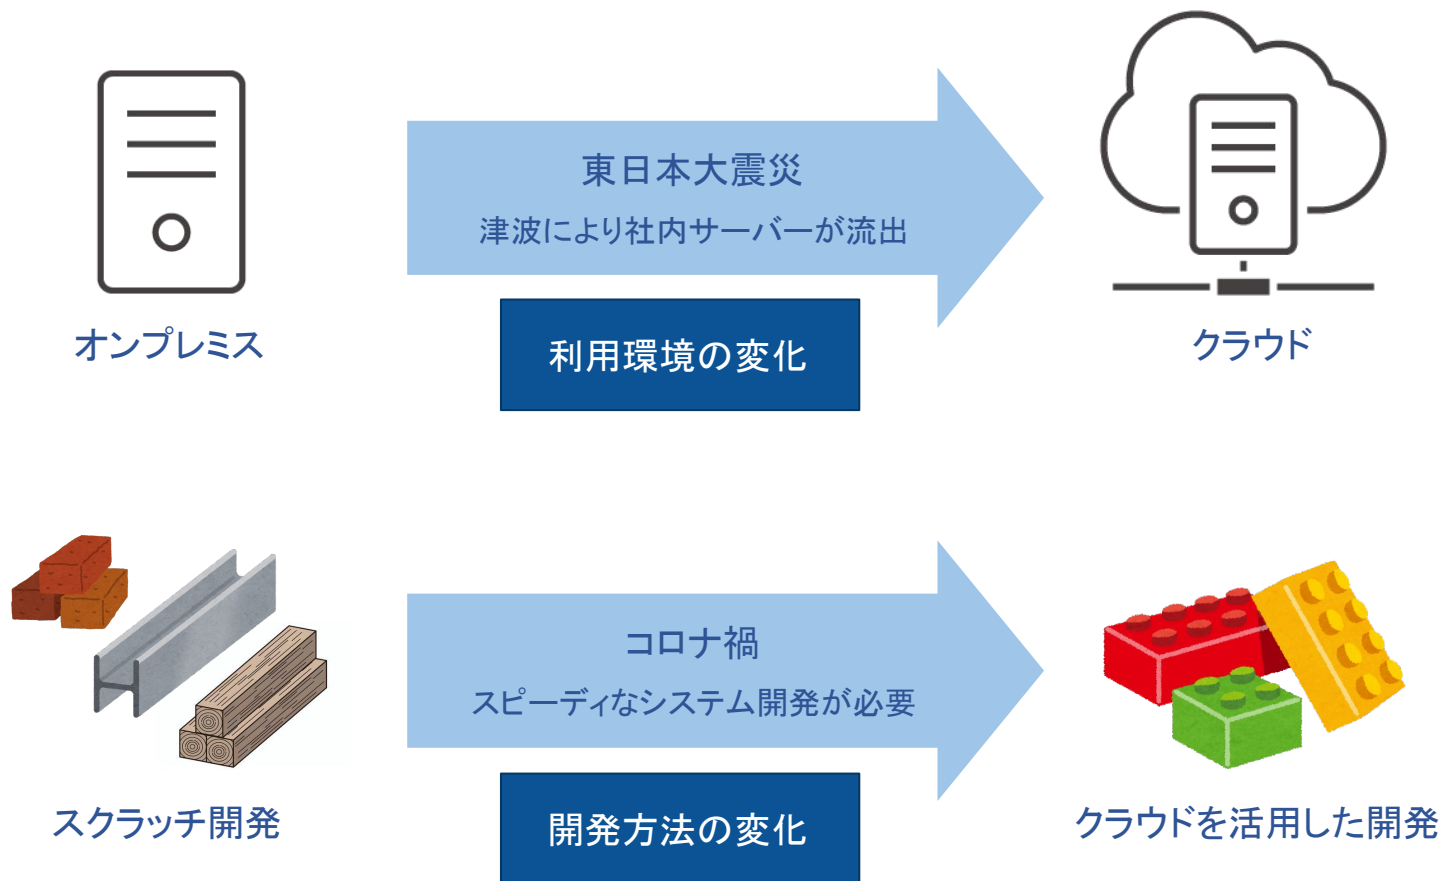 東日本大震災
津波により社内サーバーが流出
オンプレミス
利用環境の変化
クラウド
コロナ禍
スピーディなシステム開発が必要
スクラッチ開発
開発方法の変化
クラウドを活用した開発